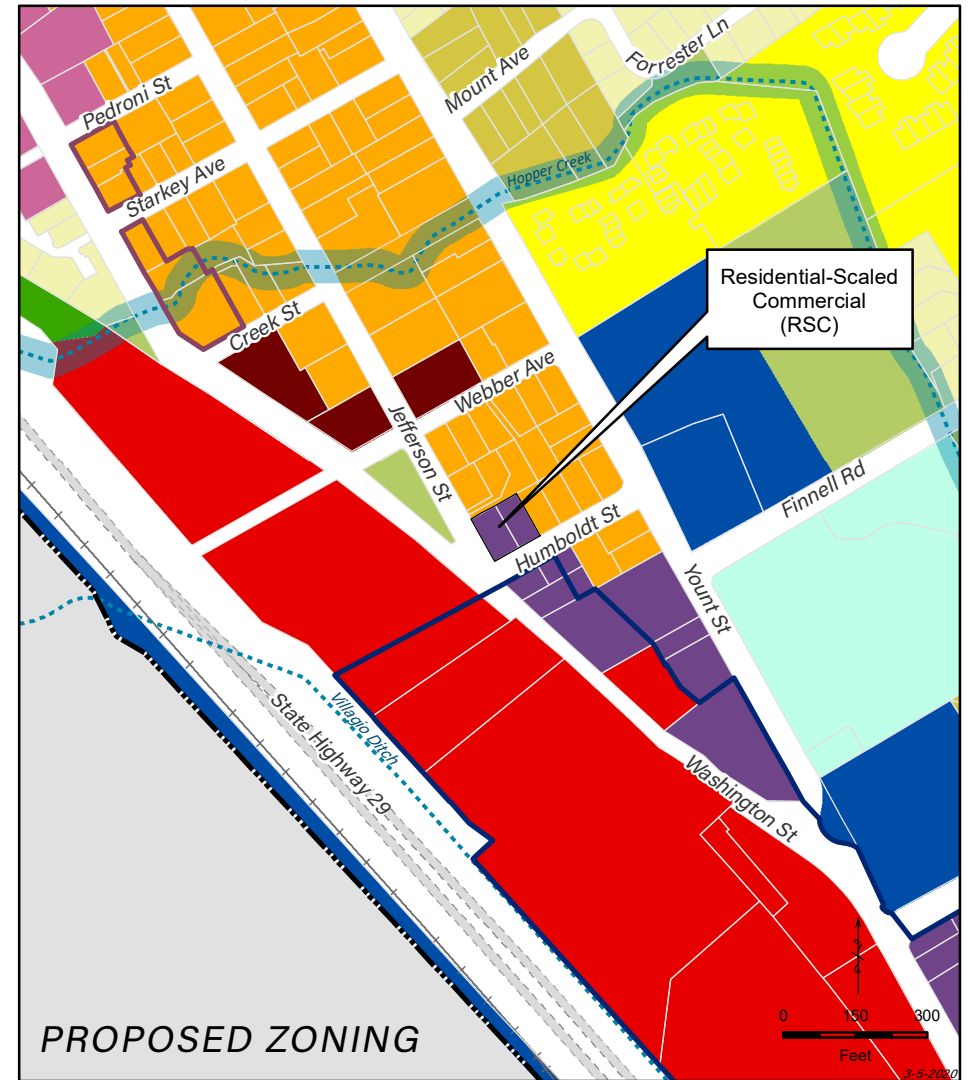 Pedroni St
Mount Ave
Forrester Ln
Starkey Ave
Hopper Creek
Residential-Scaled
Commercial
(RSC)
Creek St
Webber Ave
Jefferson St
Finnell Rd
Humboldt St
Yount St
State Highway 29
Villagio Ditch
Washington St
0 150 300
Feet
PROPOSED ZONING
3-5-2020